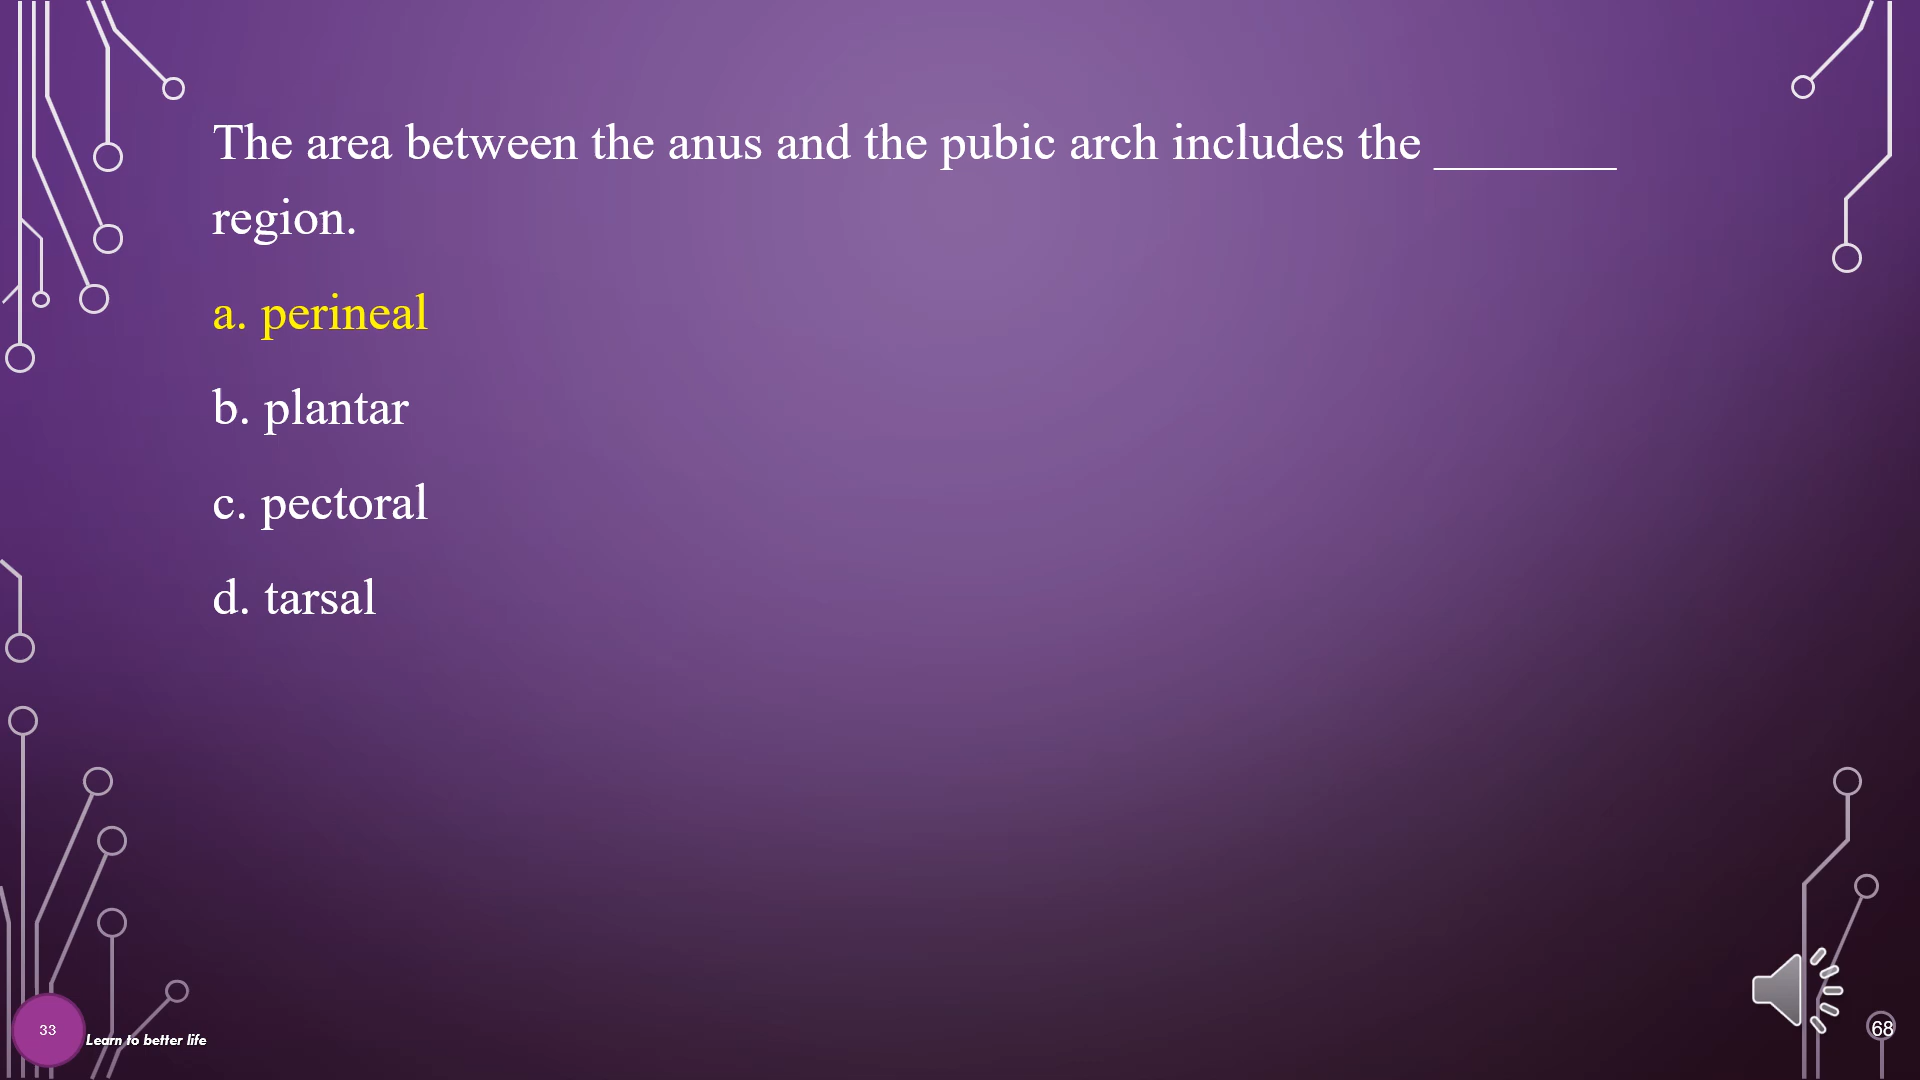 The area between the anus and the pubic arch includes the _______
region.
a. perineal
b. plantar
c. pectoral
d. tarsal
33
Learn to better life
68